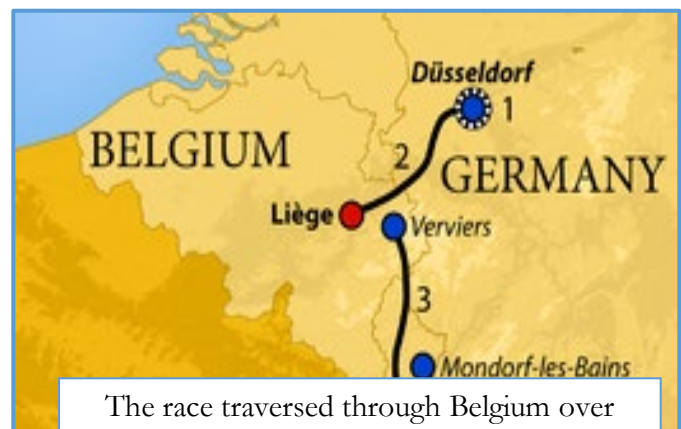 Düsseldorf
1
BELGIUM
2
GERMANY
Liège
Verviers
3
Mondorf-les-Bains
The race traversed through Belgium over